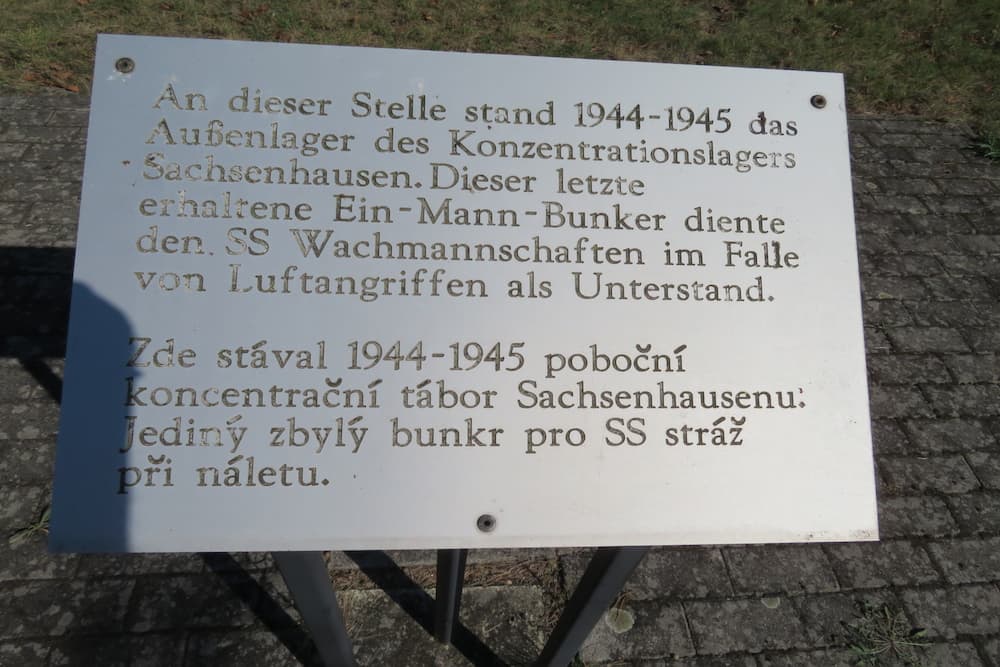 An dieser Stelle stand 1944-1945 das
Außenlager des Konzentrationslagers
Sachsenhausen. Dieser letzte
erhaltene Ein-Mann-Bunker diente
den. SS Wachmannschaften im Falle
von Luftangriffen als Unterstand.
Zde stával 1944-1945 poboční
koncentrační tábor Sachsenhausenu.
Jediný zbylý bunkr pro SS stráž
při náletu.